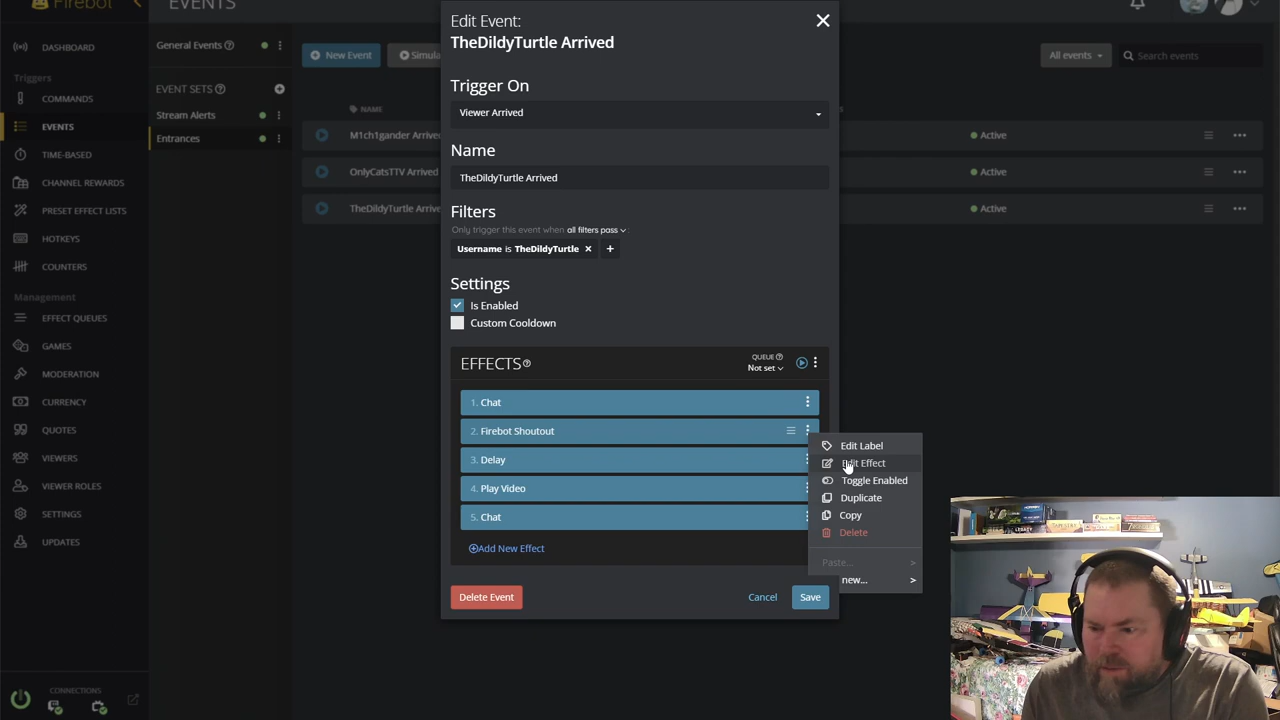 Firebot
EVENTS
Edit Event:
TheDildyTurtle Arrived
DASHBOARD
Triggers
COMMANDS
EVENTS
TIME-BASED
CHANNEL REWARDS
PRESET EFFECT LISTS
HOTKEYS
COUNTERS
Management
EFFECT QUEUES
GAMES
MODERATION
CURRENCY
QUOTES
VIEWERS
VIEWER ROLES
SETTINGS
UPDATES
CONNECTIONS
General Events
EVENT SETS
Stream Alerts
Entrances
New Event
Simula
All events
Search events
NAME
M1ch1gander Arrive
Active
OnlyCatsTTV Arrived
Active
TheDildyTurtle Arrive
Active
Trigger On
Viewer Arrived
Name
TheDildyTurtle Arrived
Filters
Only trigger this event when all filters pass
Username is TheDildyTurtle
Settings
Is Enabled
Custom Cooldown
EFFECTS
QUEUE
Not set
1. Chat
2. Firebot Shoutout
3. Delay
4. Play Video
5. Chat
Add New Effect
Delete Event
Cancel
Save
Edit Label
Edit Effect
Toggle Enabled
Duplicate
Copy
Delete
Paste...
new...